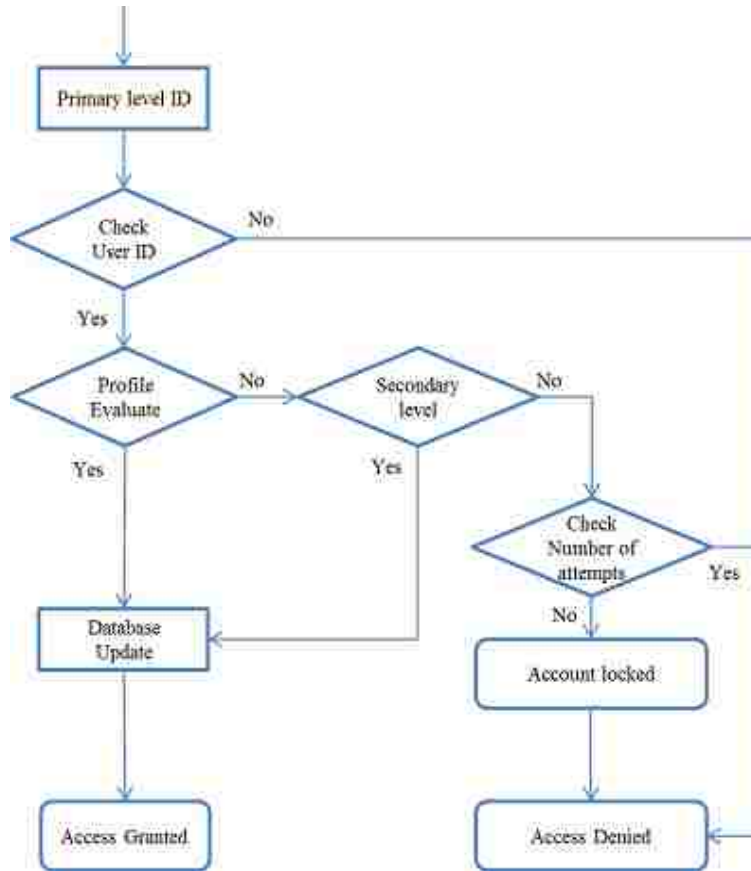 Primary level ID
Check
User ID
No
Yes
Profile
Evaluate
No
Secondary
level
No
Yes
Yes
Check
Number of
attempts
Yes
No
Database
Update
Account locked
Access Granted
Access Denied